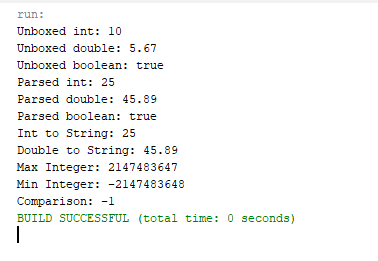 run:
Unboxed int: 10
Unboxed double: 5.67
Unboxed boolean: true
Parsed int: 25
Parsed double: 45.89
Parsed boolean: true
Int to String: 25
Double to String: 45.89
Max Integer: 2147483647
Min Integer: -2147483648
Comparison: -1
BUILD SUCCESSFUL (total time: 0 seconds)